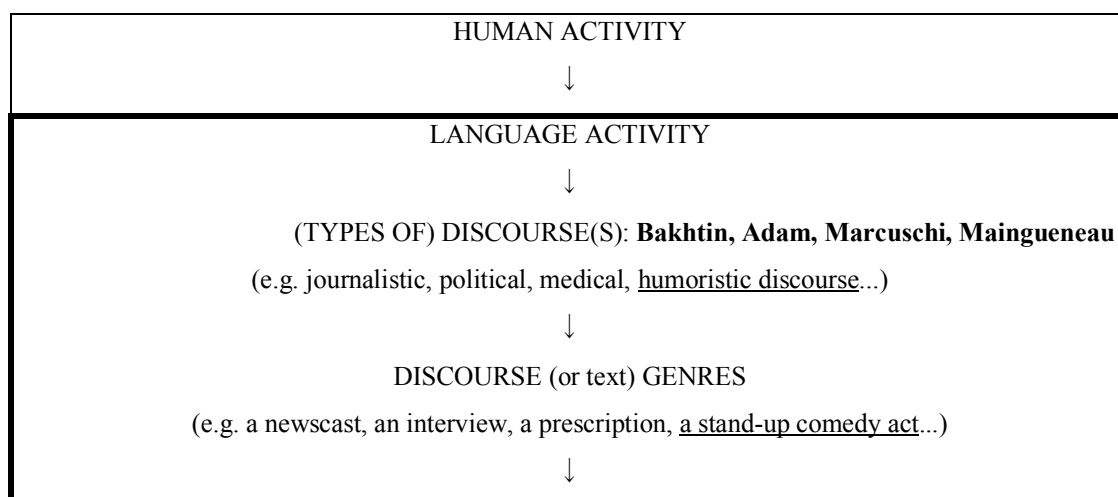 HUMAN ACTIVITY
↓
LANGUAGE ACTIVITY
↓
(TYPES OF) DISCOURSE(S): Bakhtin, Adam, Marcuschi, Maingueneau
(e.g. journalistic, political, medical, humoristic discourse...)
↓
DISCOURSE (or text) GENRES
(e.g. a newscast, an interview, a prescription, a stand-up comedy act...)
↓